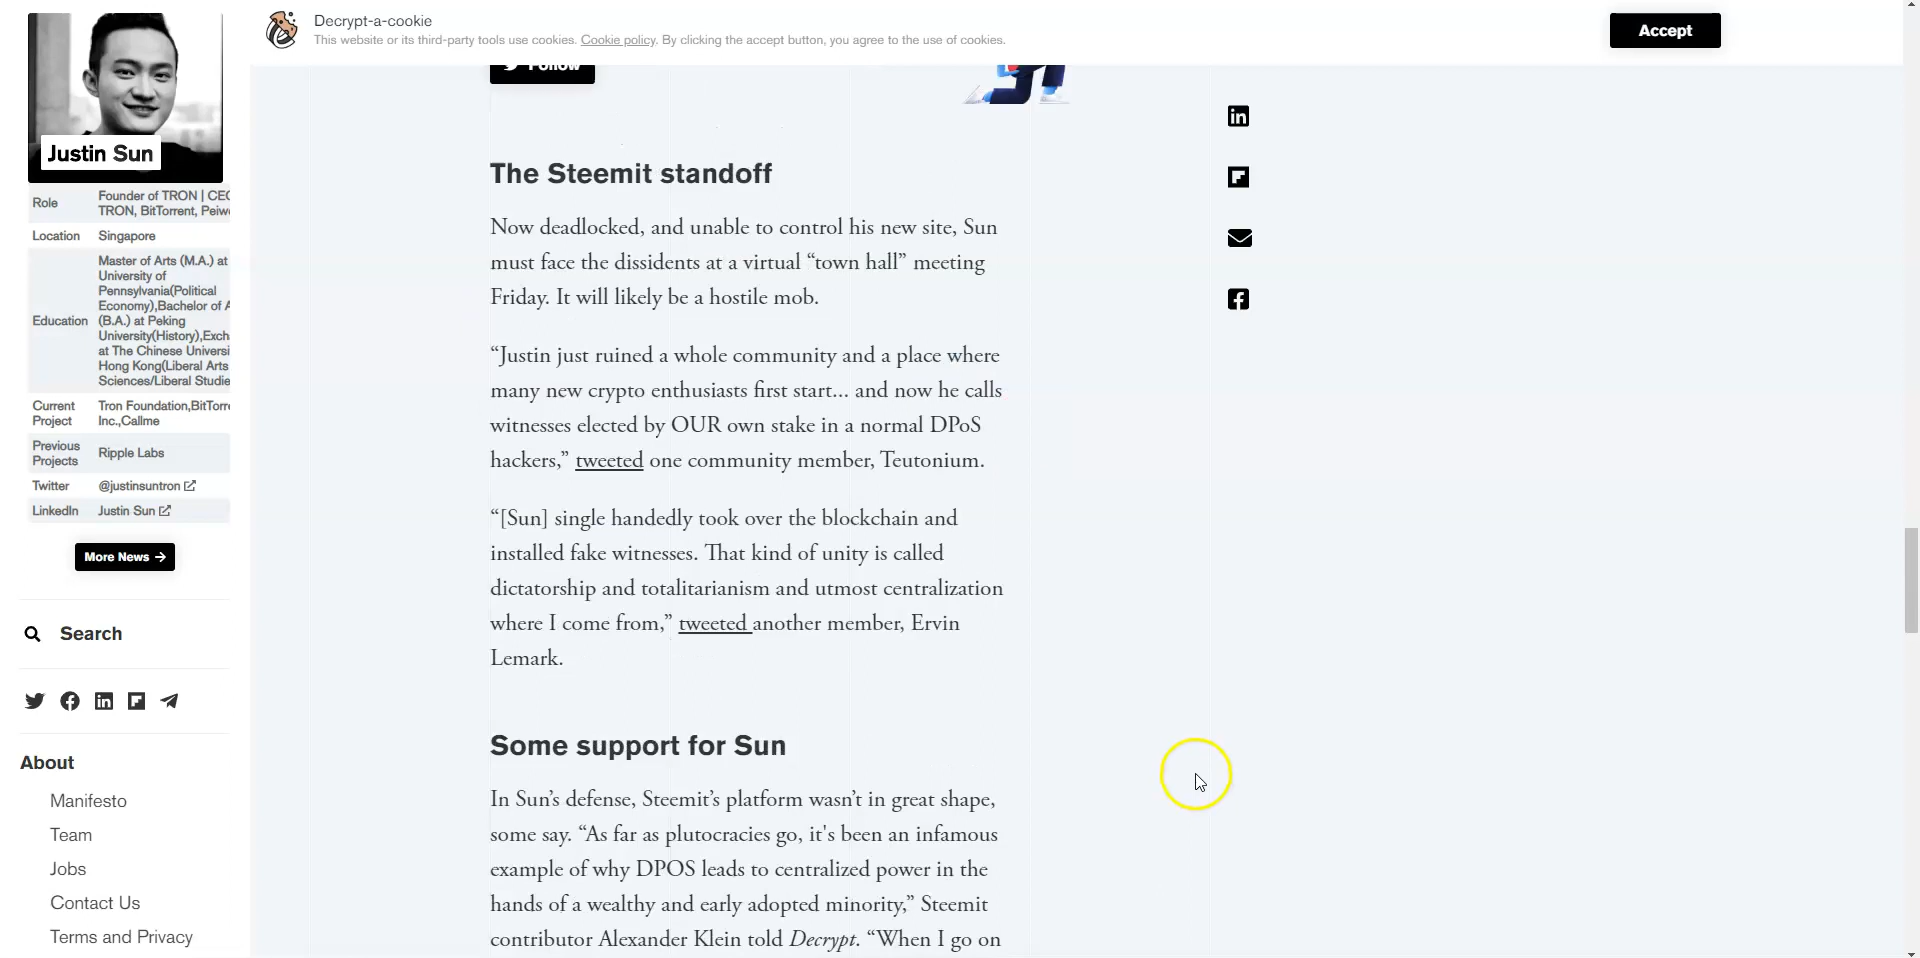 Justin Sun
Role
Founder of TRON | CEO
TRON, BitTorrent, Peiwo
Location
Singapore
Education
Master of Arts (M.A.) at
University of
Pennsylvania(Political
Economy),Bachelor of A
(B.A.) at Peking
University(History),Exch
at The Chinese Universi
Hong Kong(Liberal Arts
Sciences/Liberal Studie
Current
Project
Tron Foundation,BitTorre
Inc.,Callme
Previous
Projects
Ripple Labs
Twitter
@justinsuntron
LinkedIn
Justin Sun
More News →
Search
About
Manifesto
Team
Jobs
Contact Us
Terms and Privacy
Decrypt-a-cookie
This website or its third-party tools use cookies. Cookie policy. By clicking the accept button, you agree to the use of cookies.
Accept
Follow
The Steemit standoff
Now deadlocked, and unable to control his new site, Sun
must face the dissidents at a virtual “town hall” meeting
Friday. It will likely be a hostile mob.
“Justin just ruined a whole community and a place where
many new crypto enthusiasts first start... and now he calls
witnesses elected by OUR own stake in a normal DPoS
hackers,” tweeted one community member, Teutonium.
“[Sun] single handedly took over the blockchain and
installed fake witnesses. That kind of unity is called
dictatorship and totalitarianism and utmost centralization
where I come from,” tweeted another member, Ervin
Lemark.
Some support for Sun
In Sun’s defense, Steemit’s platform wasn’t in great shape,
some say. “As far as plutocracies go, it's been an infamous
example of why DPOS leads to centralized power in the
hands of a wealthy and early adopted minority,” Steemit
contributor Alexander Klein told Decrypt. “When I go on